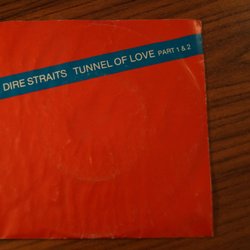 DIRE STRAITS TUNNEL OF LOVE PART 1 & 2